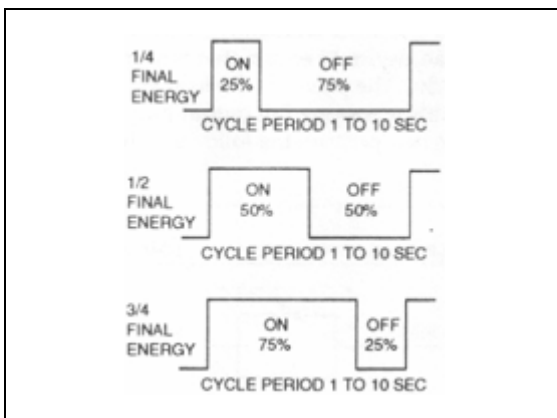 1/4
FINAL
ENERGY
ON
25%
OFF
75%
CYCLE PERIOD 1 TO 10 SEC
1/2
FINAL
ENERGY
ON
50%
OFF
50%
CYCLE PERIOD 1 TO 10 SEC
3/4
FINAL
ENERGY
ON
75%
OFF
25%
CYCLE PERIOD 1 TO 10 SEC